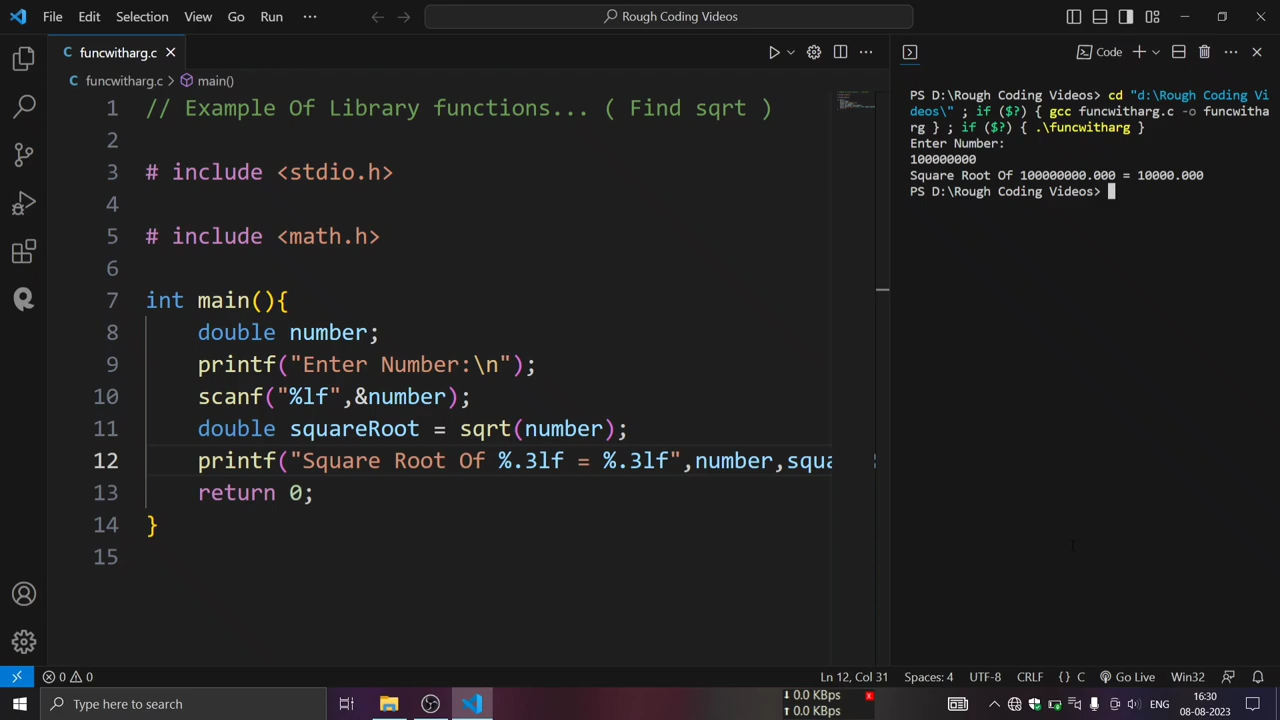 File Edit Selection View Go Run ··· Rough Coding Videos
funcwitharg.c
funcwitharg.c > main()
Code
1 // Example Of Library functions... ( Find sqrt )
2
3 # include <stdio.h>
4
5 # include <math.h>
6
7 int main(){
8 double number;
9 printf("Enter Number:\n");
10 scanf("%lf",&number);
11 double squareRoot = sqrt(number);
12 printf("Square Root Of %.3lf = %.3lf",number,squa
13 return 0;
14 }
15
PS D:\Rough Coding Videos> cd "d:\Rough Coding Vi
deos\" ; if ($?) { gcc funcwitharg.c -o funcwitha
rg } ; if ($?) { .\funcwitharg }
Enter Number:
100000000
Square Root Of 100000000.000 = 10000.000
PS D:\Rough Coding Videos>
0 0 Ln 12, Col 31 Spaces: 4 UTF-8 CRLF {} C Go Live Win32
Type here to search
0.0 KBps
0.0 KBps
ENG
16:30
08-08-2023